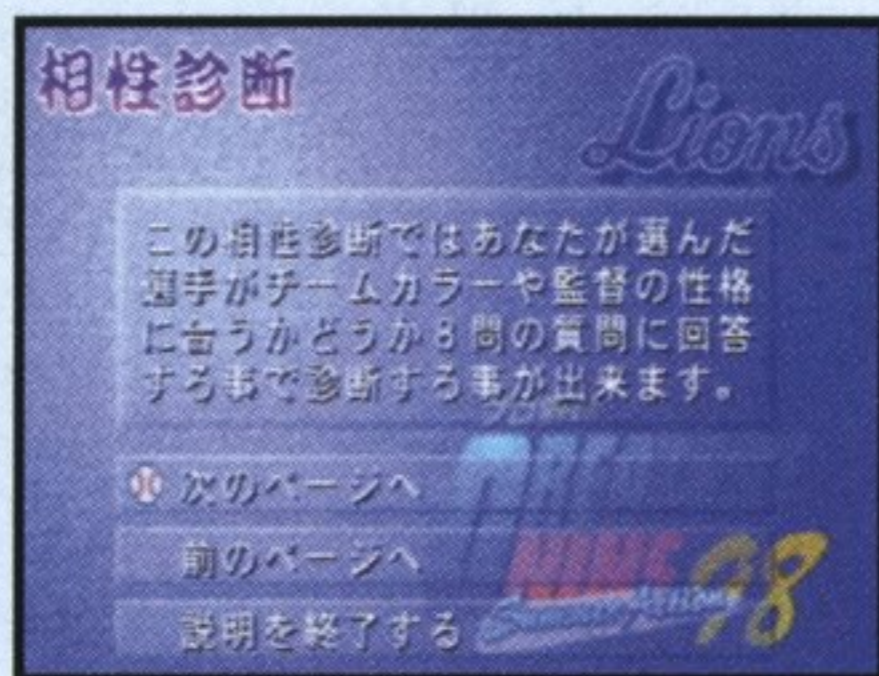 相性診断
Lions
この相性診断ではあなたが選んだ
選手がチームカラーや監督の性格
に合うかどうか8問の質問に回答
する事で診断する事が出来ます。
次のページへ
前のページへ
説明を終了する
98